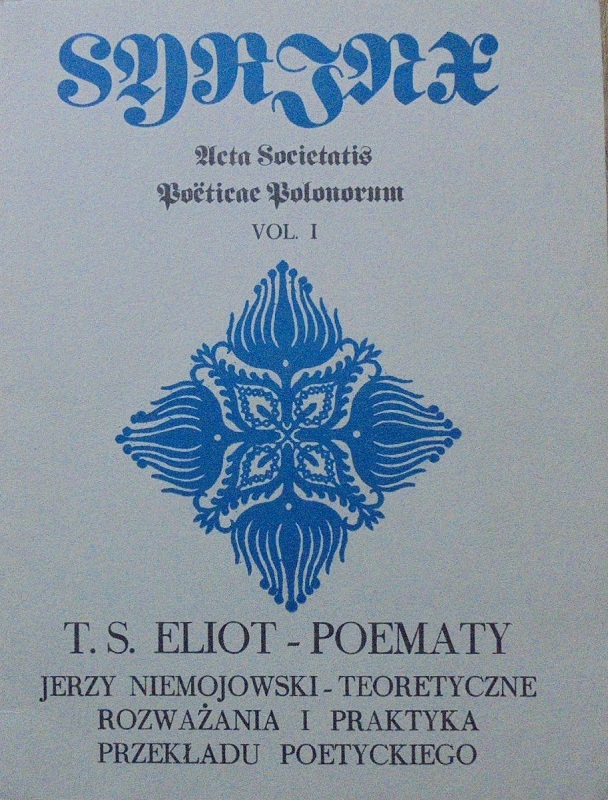 SYRINX
Acta Societatis
Poëticae Polonorum
VOL. I
T. S. ELIOT - POEMATY
JERZY NIEMOJOWSKI - TEORETYCZNE
ROZWAŻANIA I PRAKTYKA
PRZEKŁADU POETYCKIEGO